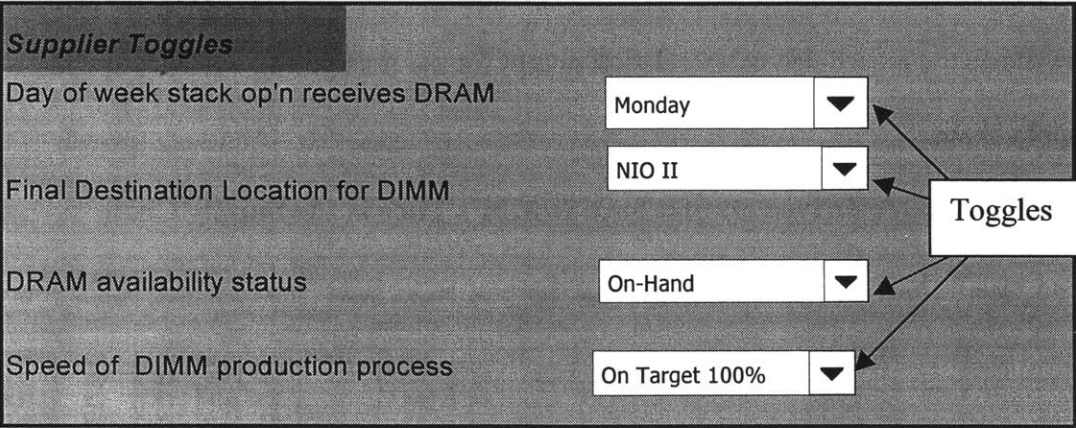 Supplier Toggles
Day of week stack op'n receives DRAM
Monday
Final Destination Location for DIMM
NIO II
Toggles
DRAM availability status
On-Hand
Speed of DIMM production process
On Target 100%